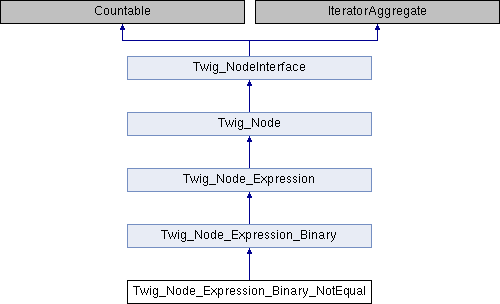 Countable
IteratorAggregate
Twig_NodeInterface
Twig_Node
Twig_Node_Expression
Twig_Node_Expression_Binary
Twig_Node_Expression_Binary_NotEqual